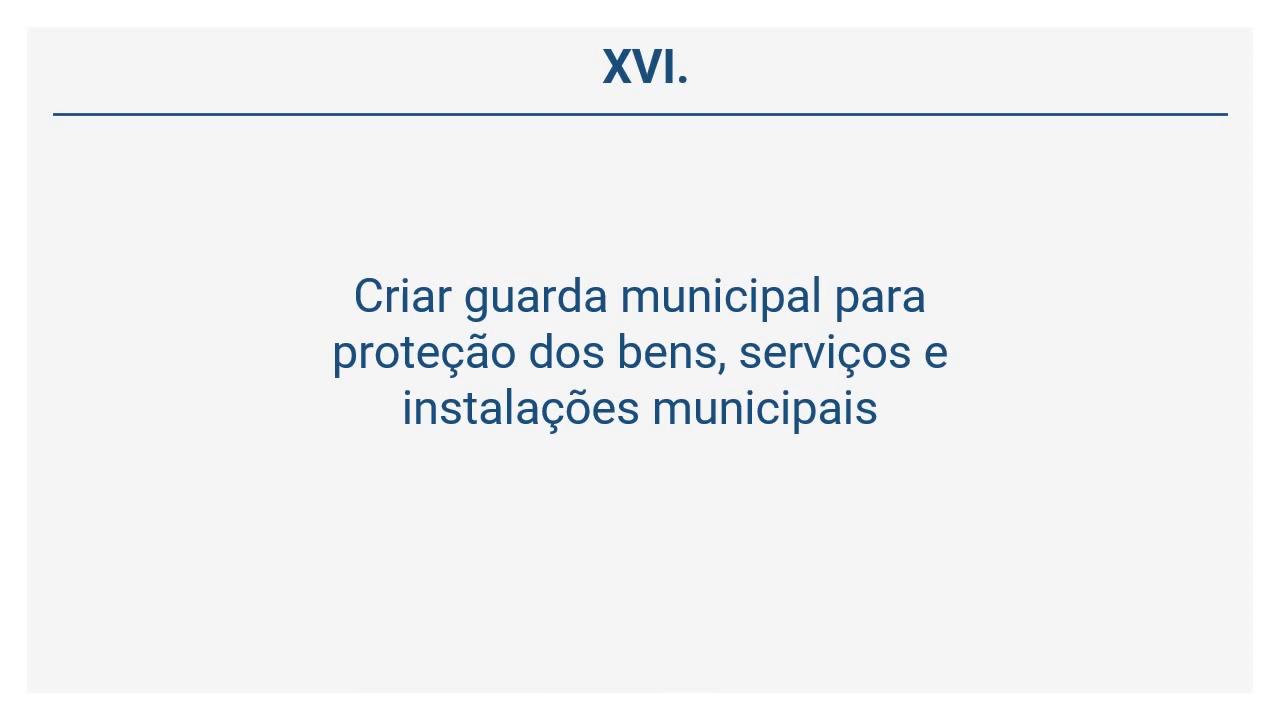 XVI.
Criar guarda municipal para
proteção dos bens, serviços e
instalações municipais